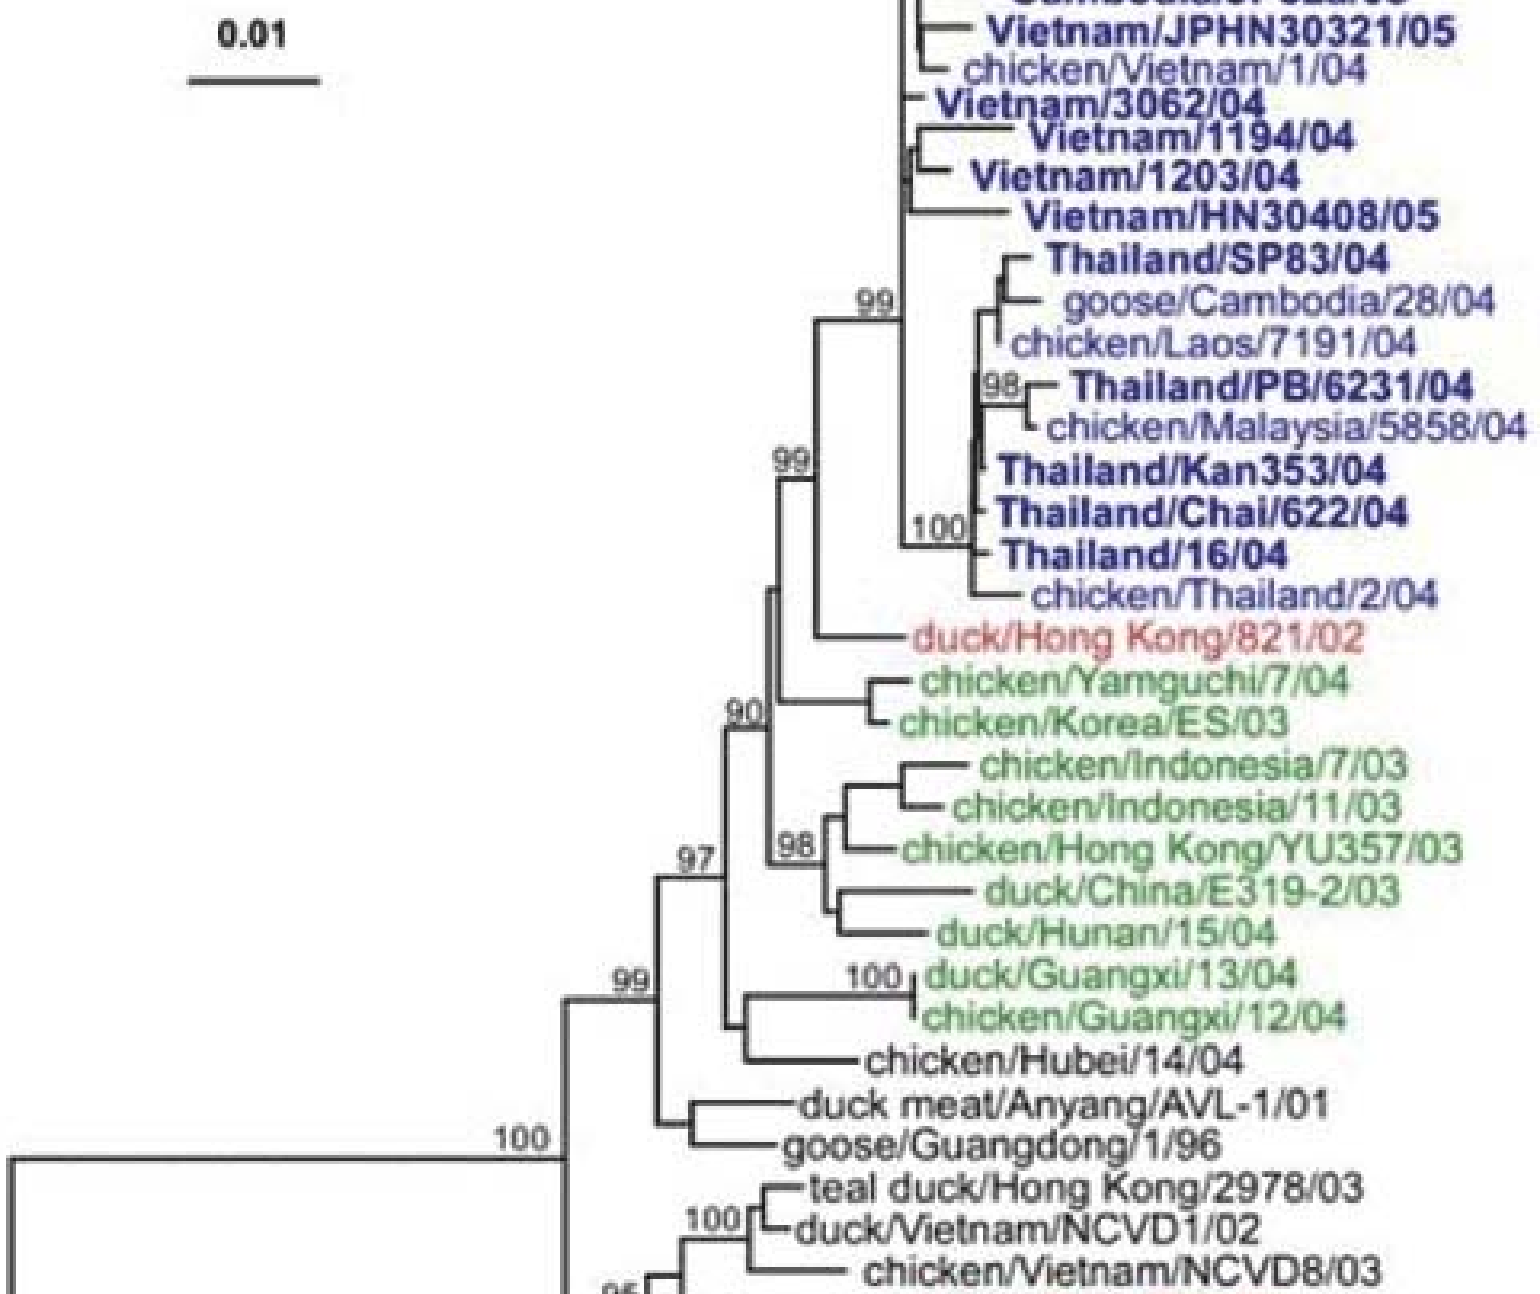 0.01
Vietnam/JPHN30321/05
chicken/Vietnam/1/04
Vietnam/3062/04
Vietnam/1194/04
Vietnam/1203/04
Vietnam/HN30408/05
Thailand/SP83/04
99
goose/Cambodia/28/04
chicken/Laos/7191/04
98
Thailand/PB/6231/04
chicken/Malaysia/5858/04
99
Thailand/Kan353/04
Thailand/Chai/622/04
100
Thailand/16/04
chicken/Thailand/2/04
duck/Hong Kong/821/02
chicken/Yamguchi/7/04
90
chicken/Korea/ES/03
chicken/Indonesia/7/03
chicken/Indonesia/11/03
97
98
chicken/Hong Kong/YU357/03
duck/China/E319-2/03
duck/Hunan/15/04
99
100
duck/Guangxi/13/04
chicken/Guangxi/12/04
chicken/Hubei/14/04
duck meat/Anyang/AVL-1/01
100
goose/Guangdong/1/96
teal duck/Hong Kong/2978/03
100
duck/Vietnam/NCVD1/02
chicken/Vietnam/NCVD8/03